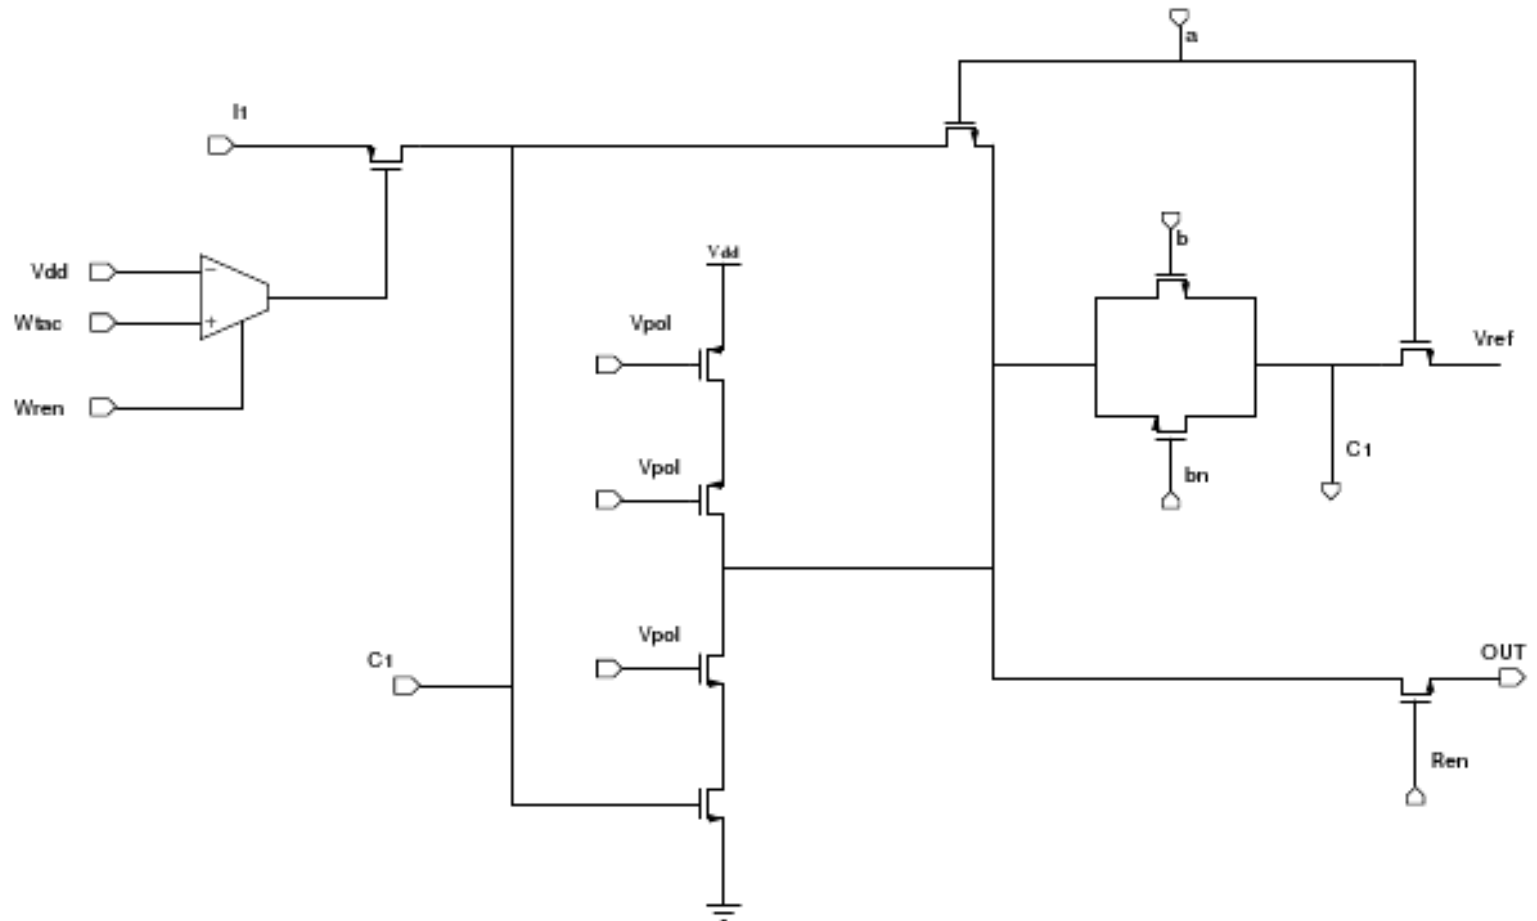 a
I1
b
Vdd
Vdd
−
Wtac
+
Vpol
Vref
Wren
C1
Vpol
bn
Vpol
C1
OUT
Ren